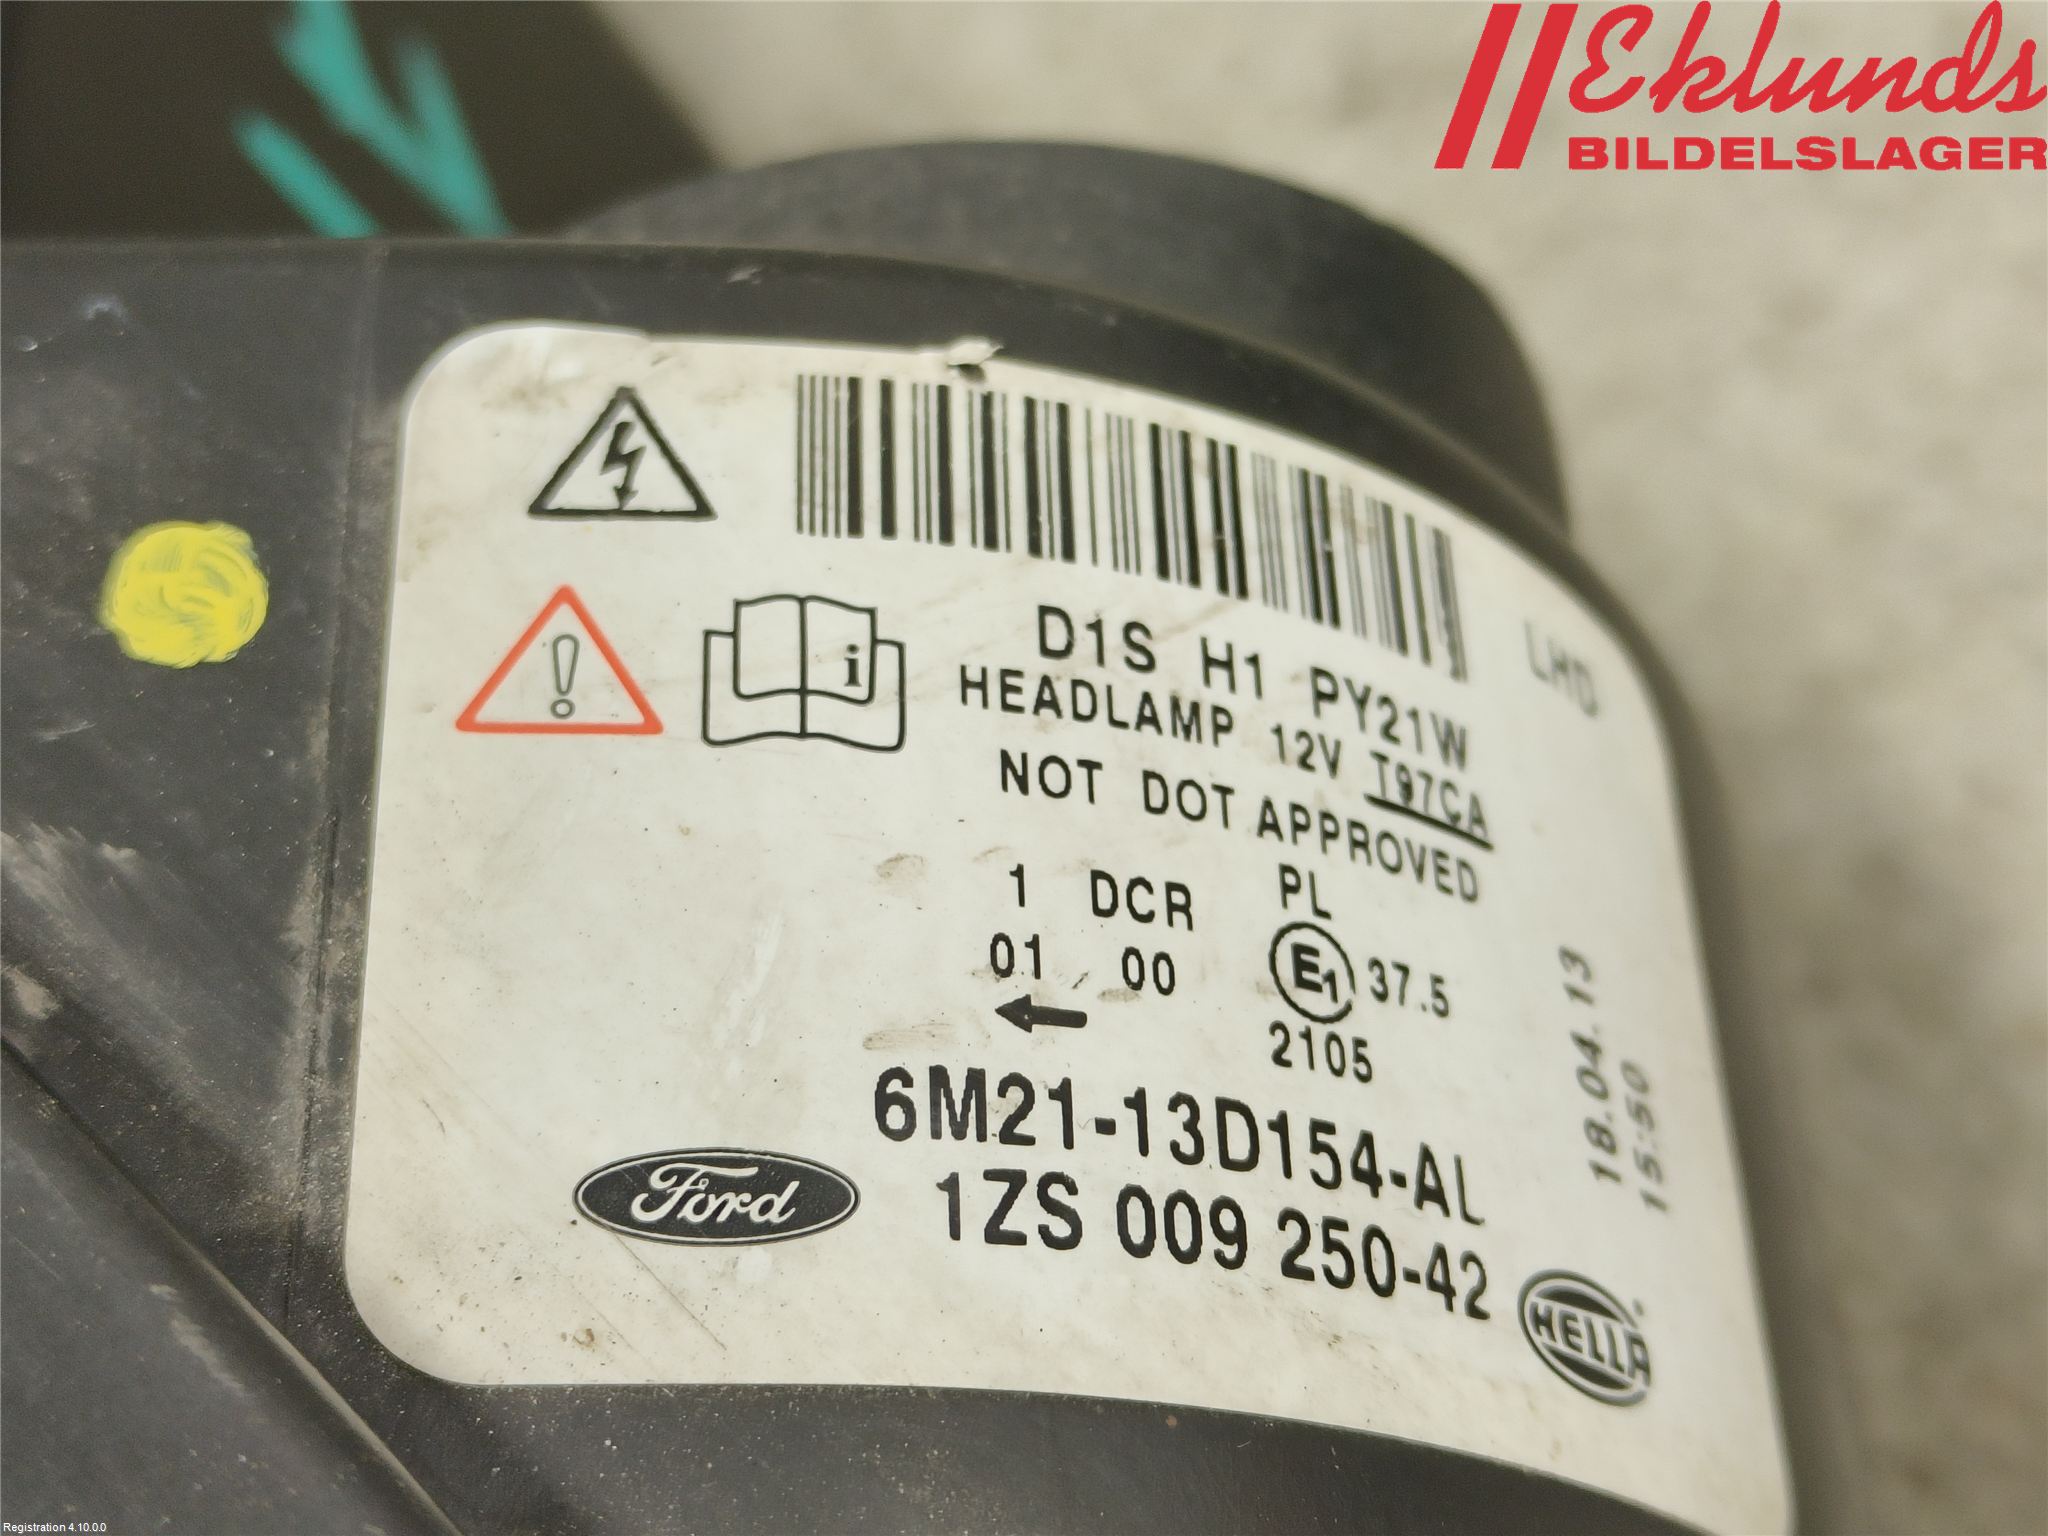 Eklunds
BILDELSLAGER
D1S H1 PY21W
LHD
HEADLAMP 12V T97CA
NOT DOT APPROVED
1 DCR PL
01 00 E1 37.5
2105
18.04.13
15:50
6M21-13D154-AL
Ford
1ZS 009 250-42
HELLA
Registration 4.10.0.0